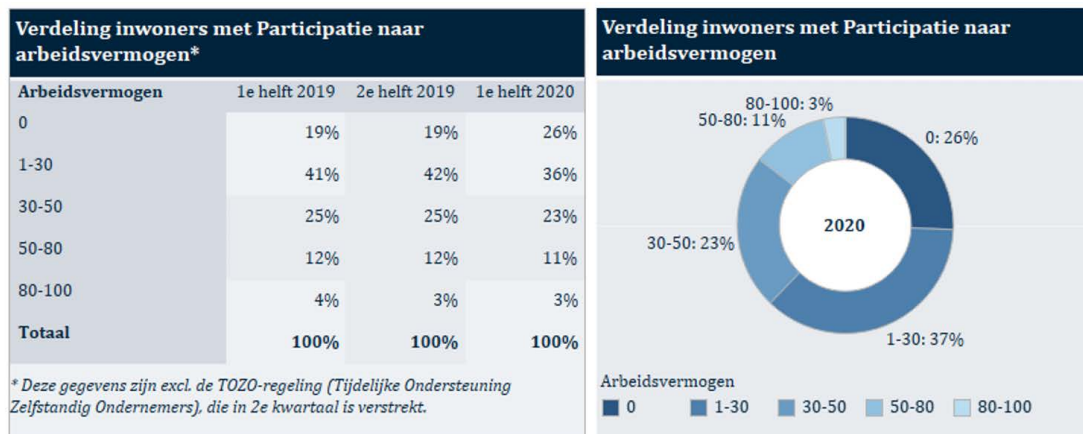 Verdeling inwoners met Participatie naar
arbeidsvermogen*
Arbeidsvermogen 1e helft 2019 2e helft 2019 1e helft 2020
0 19% 19% 26%
1-30 41% 42% 36%
30-50 25% 25% 23%
50-80 12% 12% 11%
80-100 4% 3% 3%
Totaal 100% 100% 100%
* Deze gegevens zijn excl. de TOZO-regeling (Tijdelijke Ondersteuning
Zelfstandig Ondernemers), die in 2e kwartaal is verstrekt.
Verdeling inwoners met Participatie naar
arbeidsvermogen
80-100: 3%
50-80: 11%
0: 26%
2020
30-50: 23%
1-30: 37%
Arbeidsvermogen
0 1-30 30-50 50-80 80-100